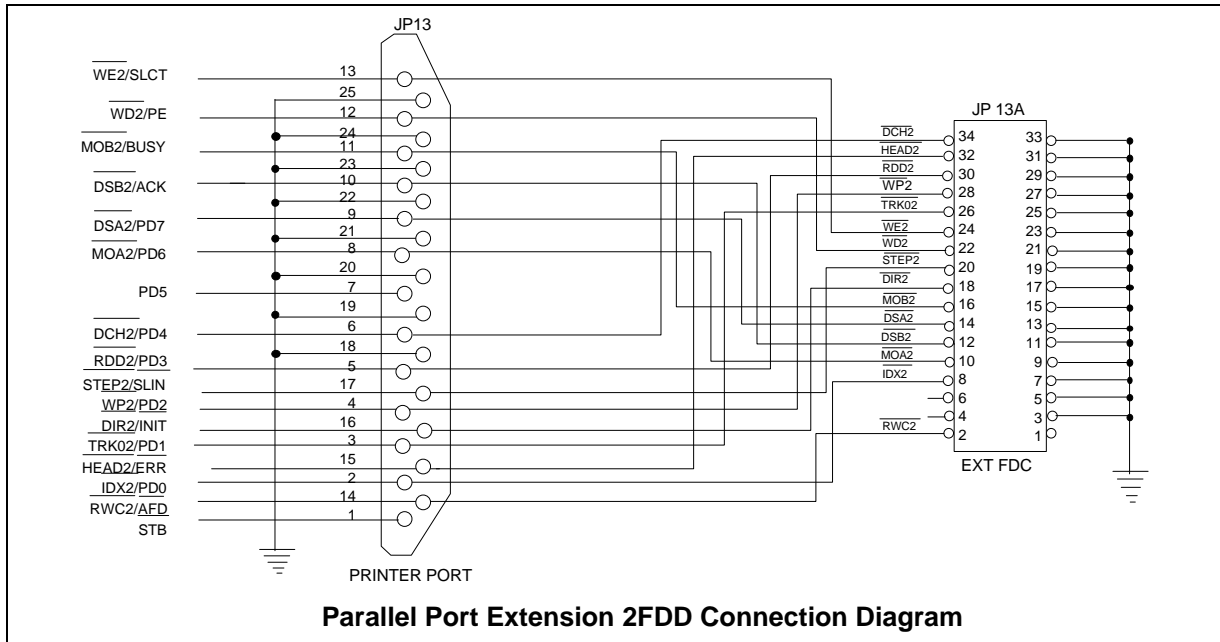 JP13
WE2/SLCT
WD2/PE
MOB2/BUSY
DSB2/ACK
DSA2/PD7
MOA2/PD6
PD5
DCH2/PD4
RDD2/PD3
STEP2/SLIN
WP2/PD2
DIR2/INIT
TRK02/PD1
HEAD2/ERR
IDX2/PD0
RWC2/AFD
STB
13
25
12
24
11
23
10
22
9
21
8
20
7
19
6
18
5
17
4
16
3
15
2
14
1
PRINTER PORT
JP 13A
DCH2 34 33
HEAD2 32 31
RDD2 30 29
WP2 28 27
TRK02 26 25
WE2 24 23
WD2 22 21
STEP2 20 19
DIR2 18 17
MOB2 16 15
DSA2 14 13
DSB2 12 11
MOA2 10 9
IDX2 8 7
6 5
4 3
RWC2 2 1
EXT FDC
Parallel Port Extension 2FDD Connection Diagram